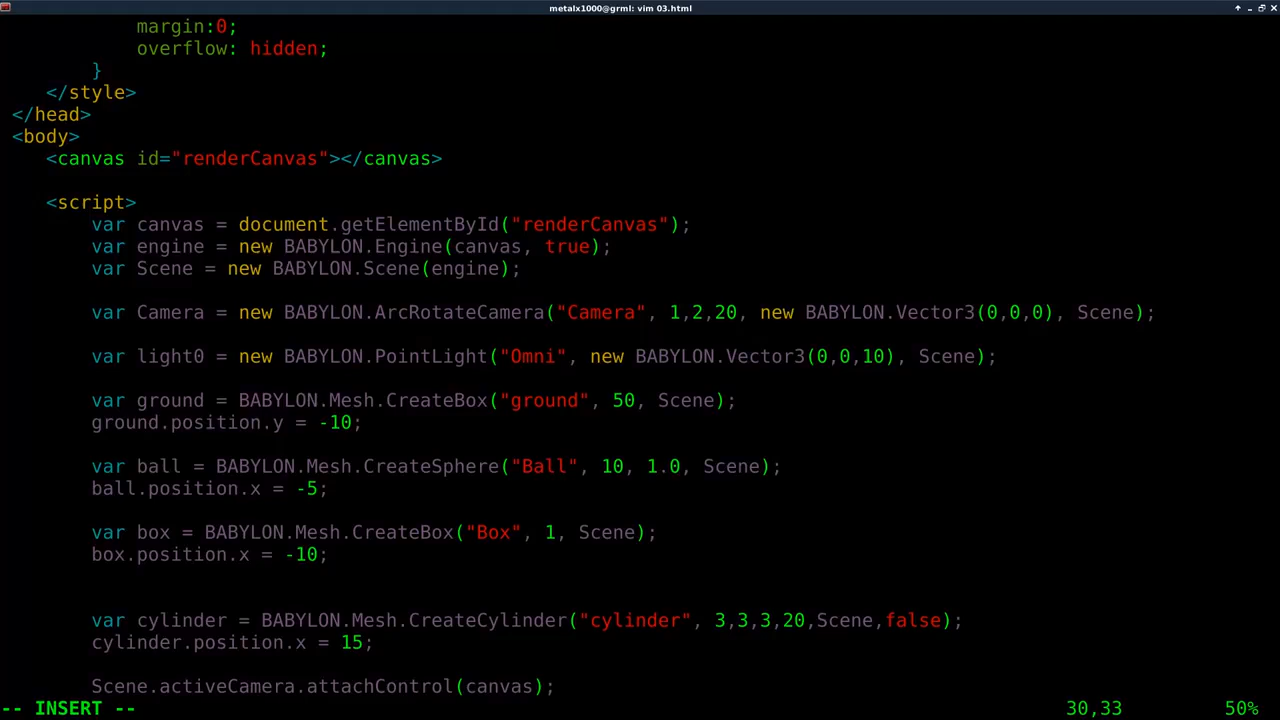 metalx1000@grml: vim 03.html
margin:0;
overflow: hidden;
}
</style>
</head>
<body>
<canvas id="renderCanvas"></canvas>
<script>
var canvas = document.getElementById("renderCanvas");
var engine = new BABYLON.Engine(canvas, true);
var Scene = new BABYLON.Scene(engine);
var Camera = new BABYLON.ArcRotateCamera("Camera", 1,2,20, new BABYLON.Vector3(0,0,0), Scene);
var light0 = new BABYLON.PointLight("Omni", new BABYLON.Vector3(0,0,10), Scene);
var ground = BABYLON.Mesh.CreateBox("ground", 50, Scene);
ground.position.y = -10;
var ball = BABYLON.Mesh.CreateSphere("Ball", 10, 1.0, Scene);
ball.position.x = -5;
var box = BABYLON.Mesh.CreateBox("Box", 1, Scene);
box.position.x = -10;
var cylinder = BABYLON.Mesh.CreateCylinder("cylinder", 3,3,3,20,Scene,false);
cylinder.position.x = 15;
Scene.activeCamera.attachControl(canvas);
-- INSERT -- 30,33 50%